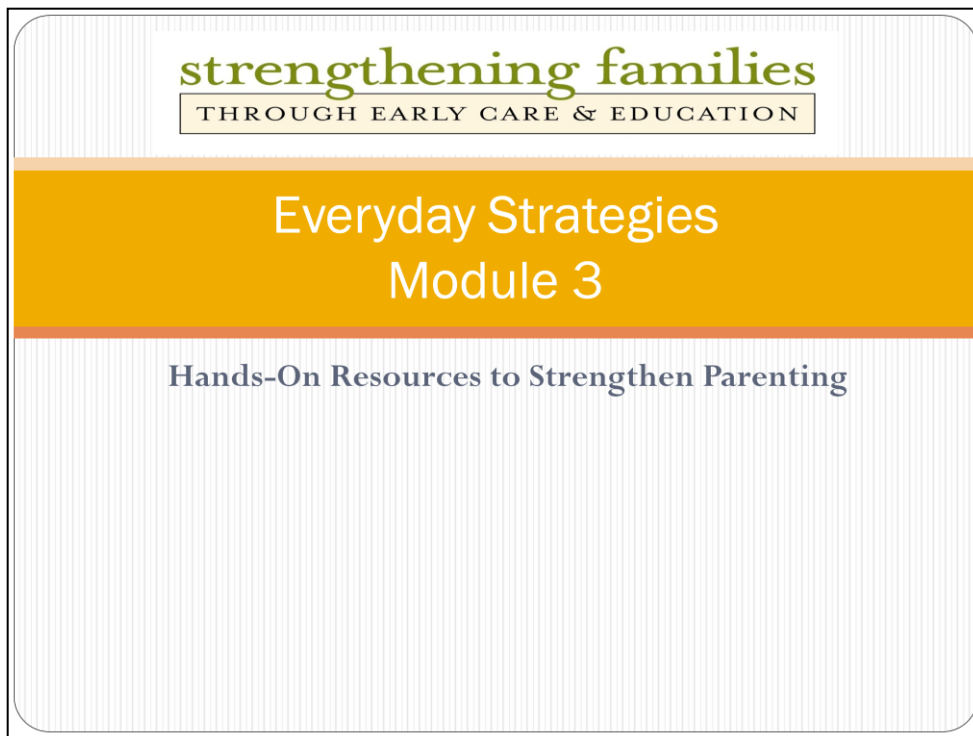 strengthening families
THROUGH EARLY CARE & EDUCATION
Everyday Strategies
Module 3
Hands-On Resources to Strengthen Parenting